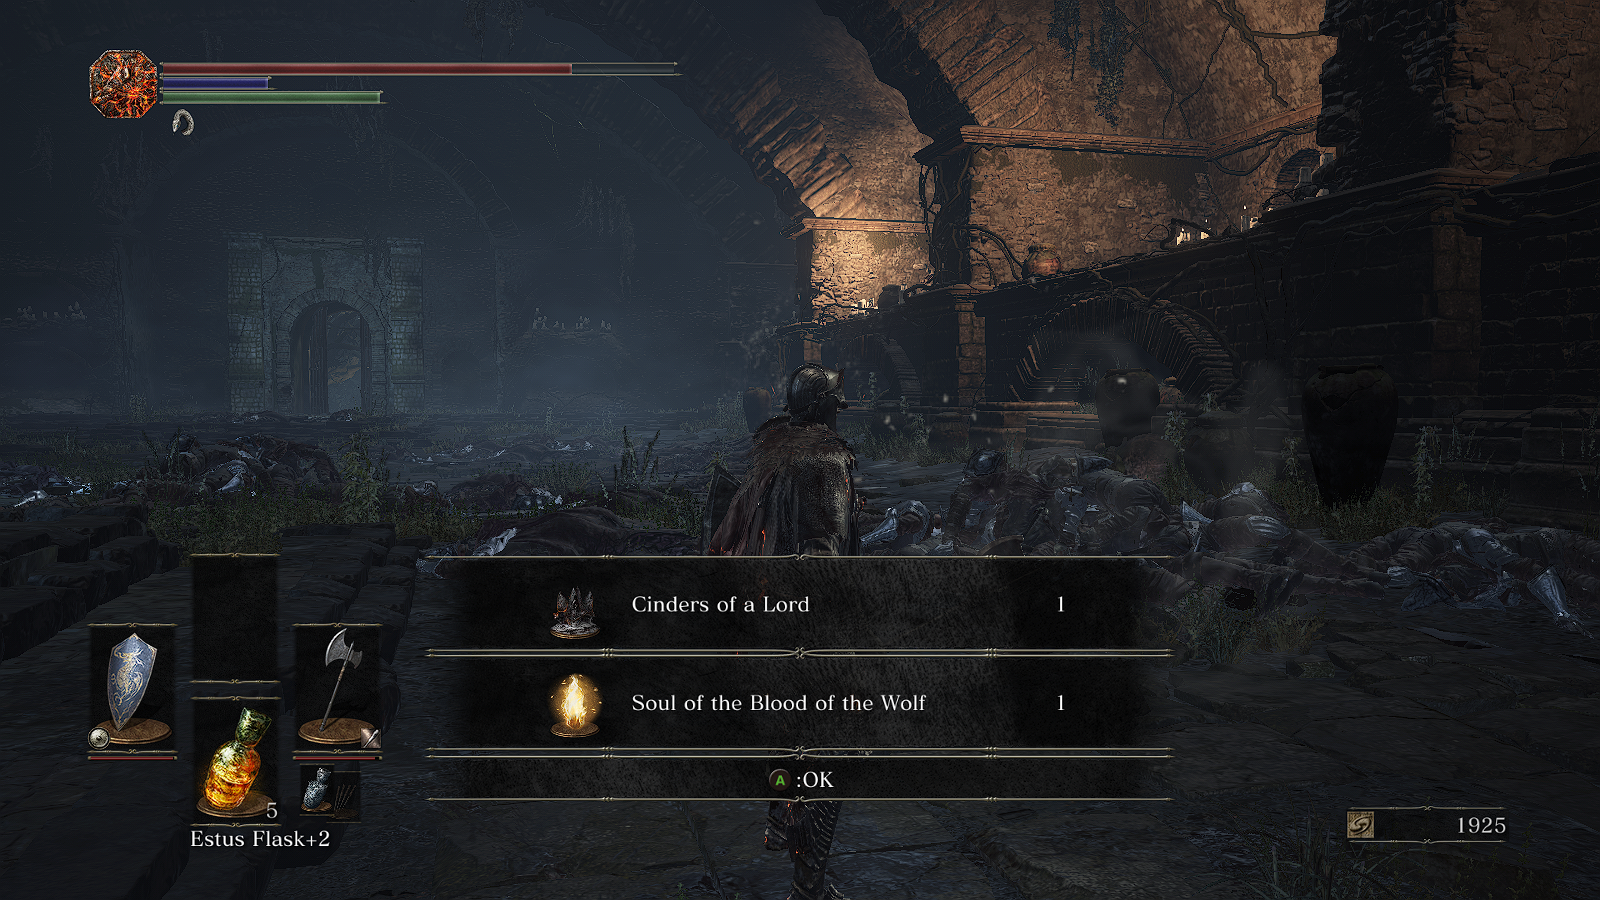 Cinders of a Lord 1
Soul of the Blood of the Wolf 1
A :OK
5
Estus Flask+2
1925